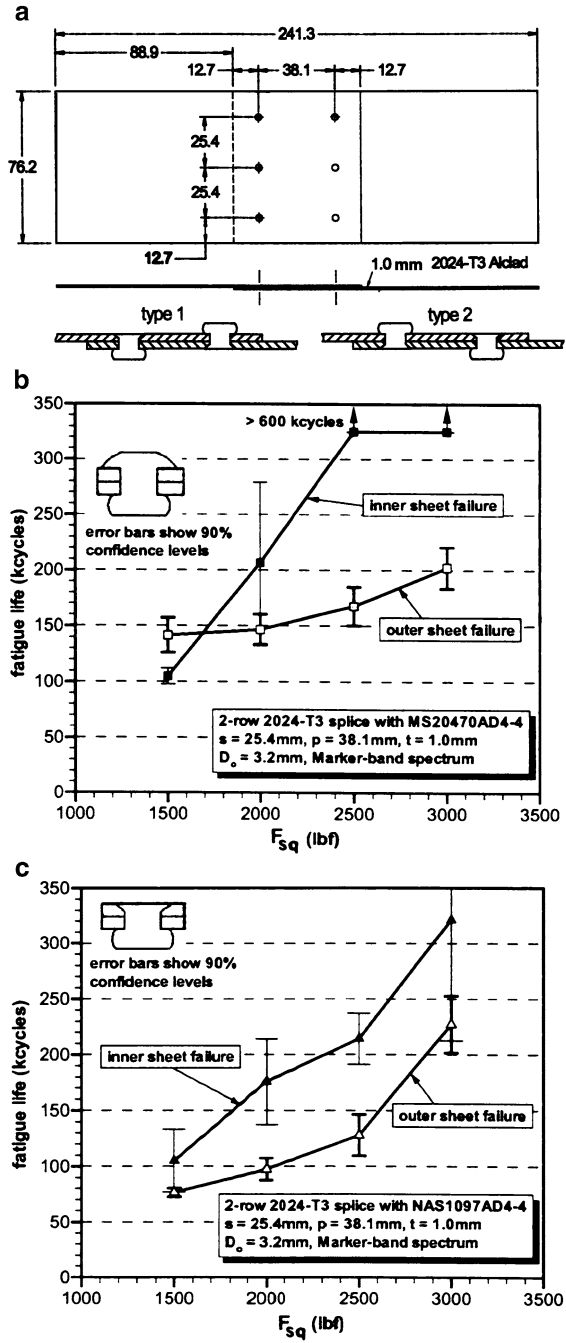 a
241.3
88.9
12.7 38.1 12.7
76.2
25.4
25.4
12.7
1.0 mm 2024-T3 Alclad
type 1 type 2
b
350
300
250
200
150
100
50
0
fatigue life (kcycles)
> 600 kcycles
inner sheet failure
error bars show 90%
confidence levels
outer sheet failure
2-row 2024-T3 splice with MS20470AD4-4
s = 25.4mm, p = 38.1mm, t = 1.0mm
Do = 3.2mm, Marker-band spectrum
1000 1500 2000 2500 3000 3500
FSq (lbf)
c
350
300
250
200
150
100
50
0
fatigue life (kcycles)
error bars show 90%
confidence levels
inner sheet failure
outer sheet failure
2-row 2024-T3 splice with NAS1097AD4-4
s = 25.4mm, p = 38.1mm, t = 1.0mm
Do = 3.2mm, Marker-band spectrum
1000 1500 2000 2500 3000 3500
FSq (lbf)